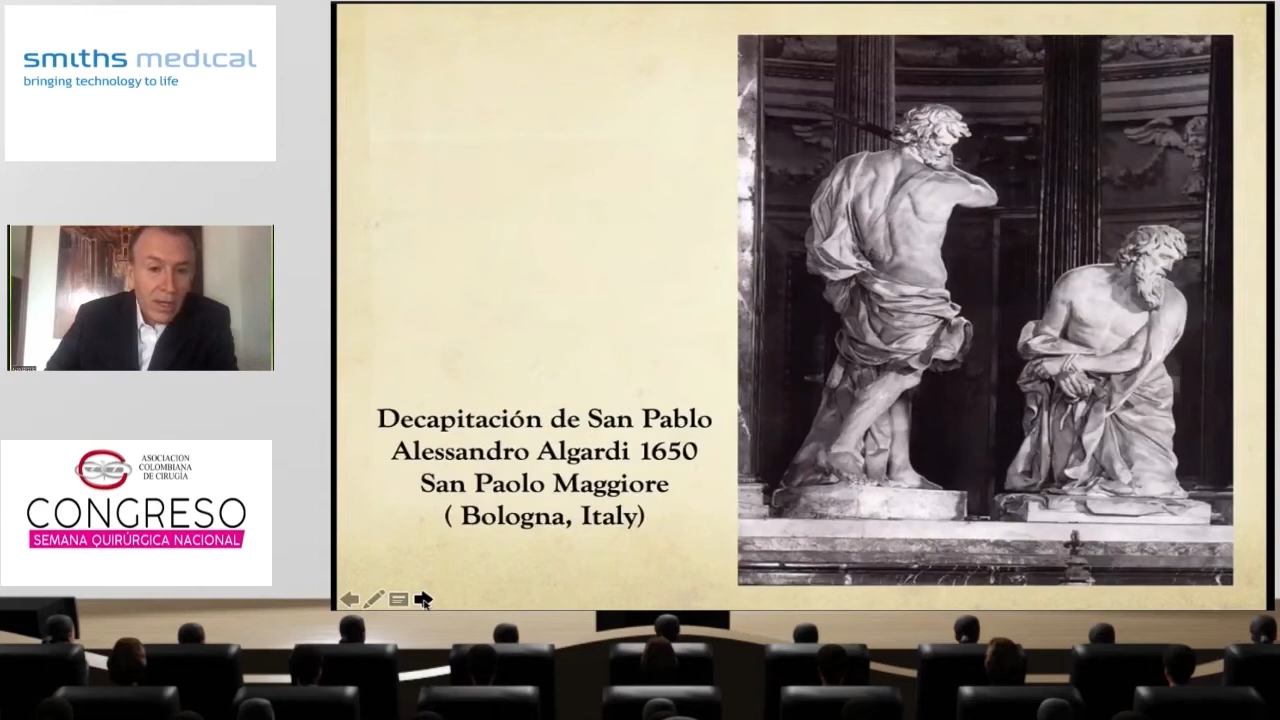 smiths medical
bringing technology to life
ASOCIACION
COLOMBIANA
DE CIRUGÍA
CONGRESO
SEMANA QUIRÚRGICA NACIONAL
Decapitación de San Pablo
Alessandro Algardi 1650
San Paolo Maggiore
( Bologna, Italy)